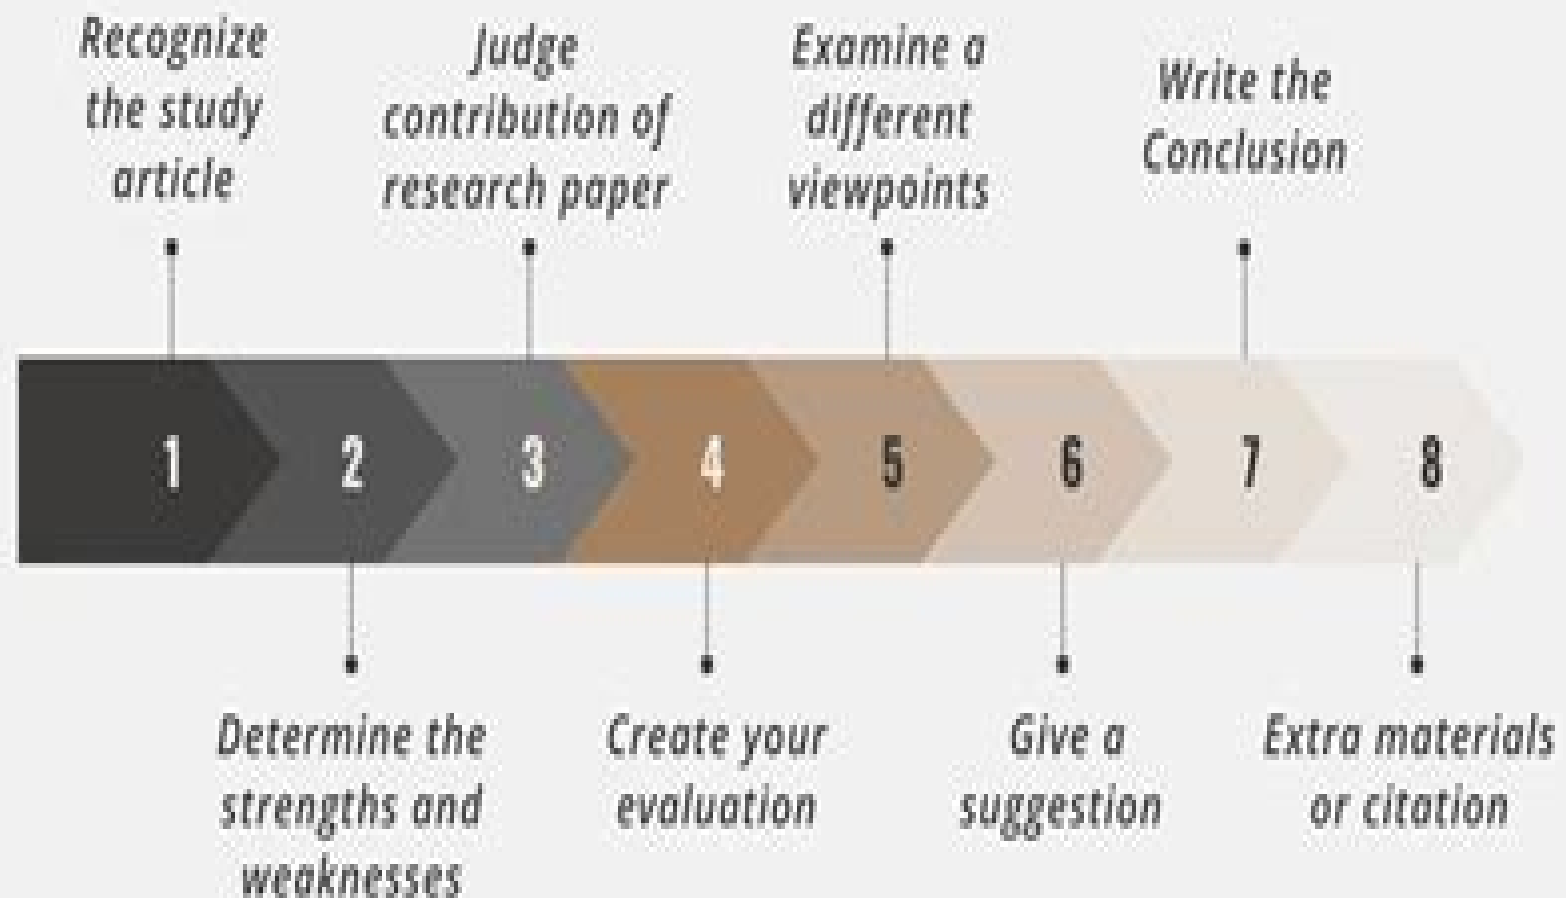 Recognize
the study
article
Judge
contribution of
research paper
Examine a
different
viewpoints
Write the
Conclusion
1 2 3 4 5 6 7 8
Determine the
strengths and
weaknesses
Create your
evaluation
Give a
suggestion
Extra materials
or citation